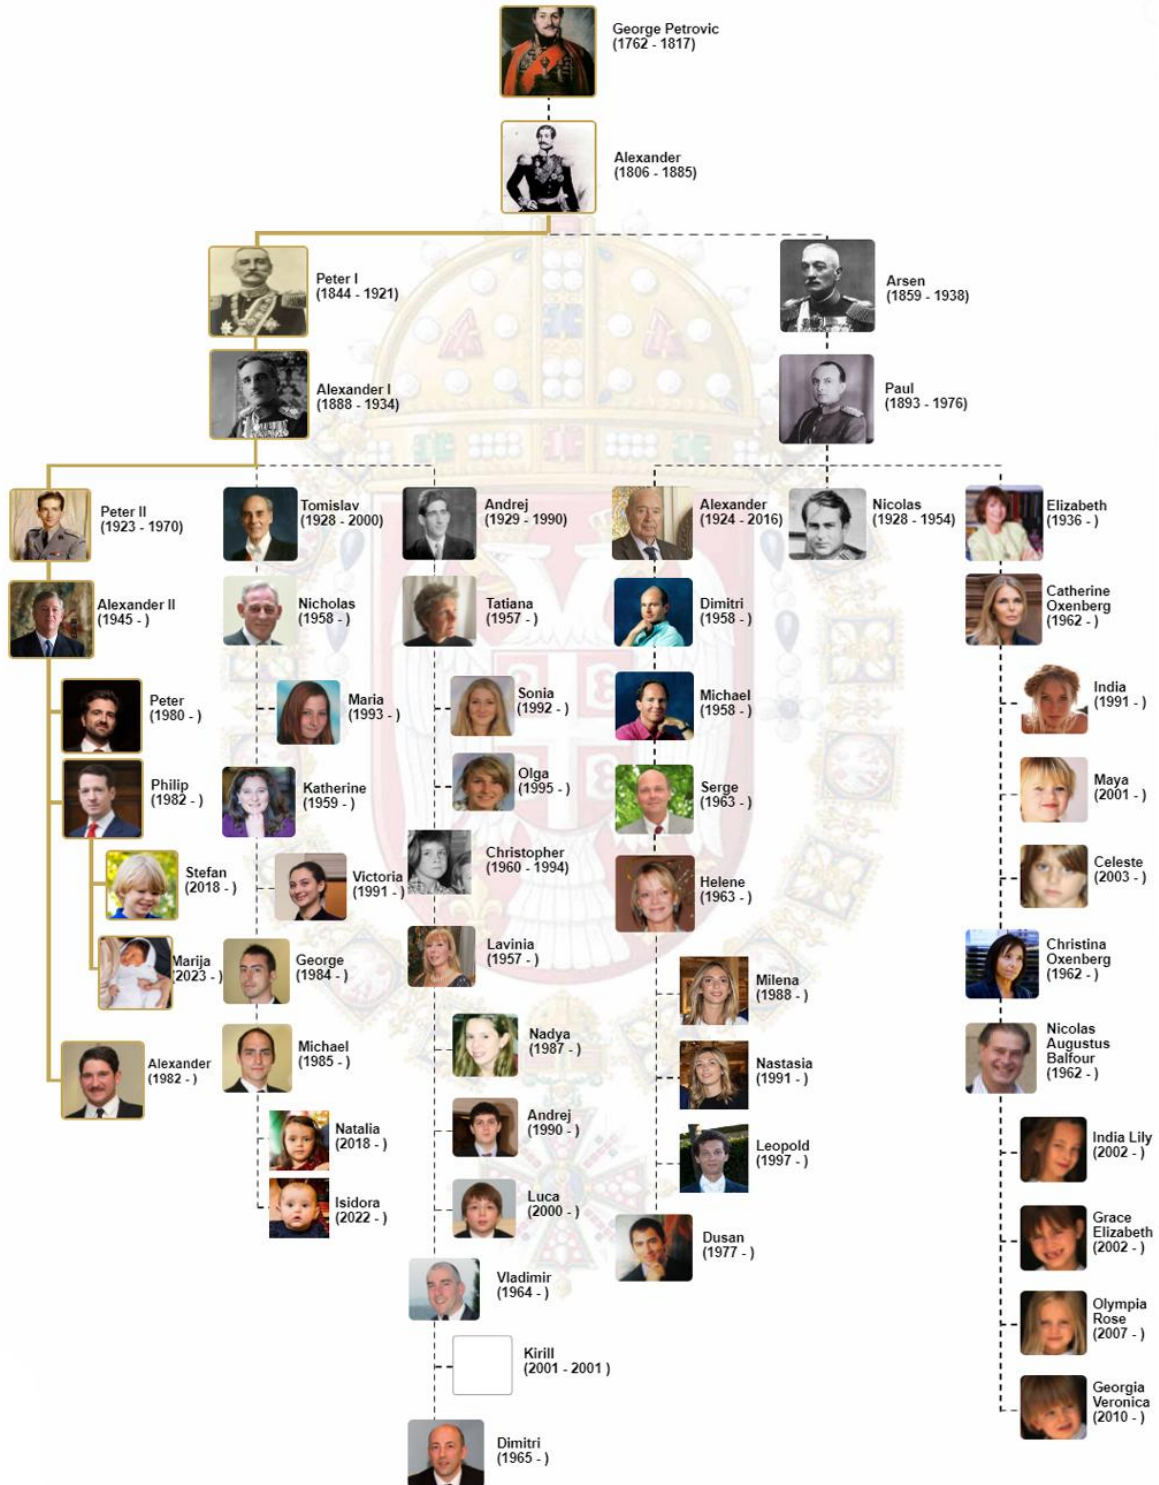 George Petrovic
(1762 - 1817)
Alexander
(1806 - 1885)
Peter I
(1844 - 1921)
Arsen
(1859 - 1938)
Alexander I
(1888 - 1934)
Paul
(1893 - 1976)
Peter II
(1923 - 1970)
Tomislav
(1928 - 2000)
Andrej
(1929 - 1990)
Alexander
(1924 - 2016)
Nicolas
(1928 - 1954)
Elizabeth
(1936 - )
Alexander II
(1945 - )
Nicholas
(1958 - )
Tatiana
(1957 - )
Dimitri
(1958 - )
Catherine
Oxenberg
(1962 - )
Peter
(1980 - )
Maria
(1993 - )
Sonia
(1992 - )
Michael
(1958 - )
India
(1991 - )
Philip
(1982 - )
Katherine
(1959 - )
Olga
(1995 - )
Serge
(1963 - )
Maya
(2001 - )
Stefan
(2018 - )
Victoria
(1991 - )
Christopher
(1960 - 1994)
Helene
(1963 - )
Celeste
(2003 - )
Marija
(2023 - )
George
(1984 - )
Lavinia
(1957 - )
Milena
(1988 - )
Christina
Oxenberg
(1962 - )
Alexander
(1982 - )
Michael
(1985 - )
Nadya
(1987 - )
Nastasia
(1991 - )
Nicolas
Augustus
Balfour
(1962 - )
Natalia
(2018 - )
Andrej
(1990 - )
Leopold
(1997 - )
India Lily
(2002 - )
Isidora
(2022 - )
Luca
(2000 - )
Dusan
(1977 - )
Grace
Elizabeth
(2002 - )
Vladimir
(1964 - )
Olympia
Rose
(2007 - )
Kirill
(2001 - 2001 )
Georgia
Veronica
(2010 - )
Dimitri
(1965 - )